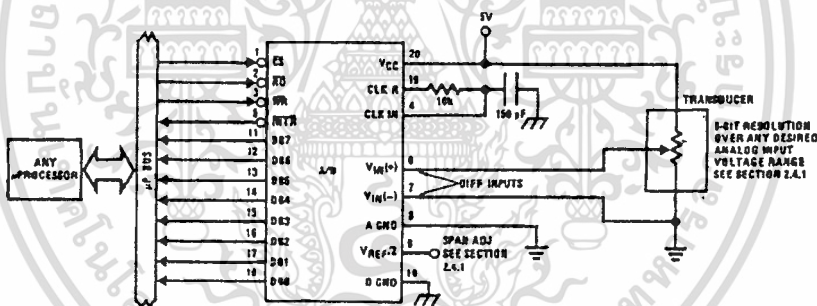 5V
1
CS
2
RD
3
WR
5
INTR
11
DB7
12
DB6
13
DB5
14
DB4
15
DB3
16
DB2
17
DB1
18
DB0
ANY
µPROCESSOR
µP BUS
A/D
VCC
20
CLK R
19
CLK IN
4
10k
150 pF
VIN(+)
6
VIN(–)
7
DIFF INPUTS
A GND
8
VREF/2
9
SPAN ADJ
SEE SECTION
2.4.1
D GND
10
TRANSDUCER
8-BIT RESOLUTION
OVER ANY DESIRED
ANALOG INPUT
VOLTAGE RANGE
SEE SECTION 2.4.1